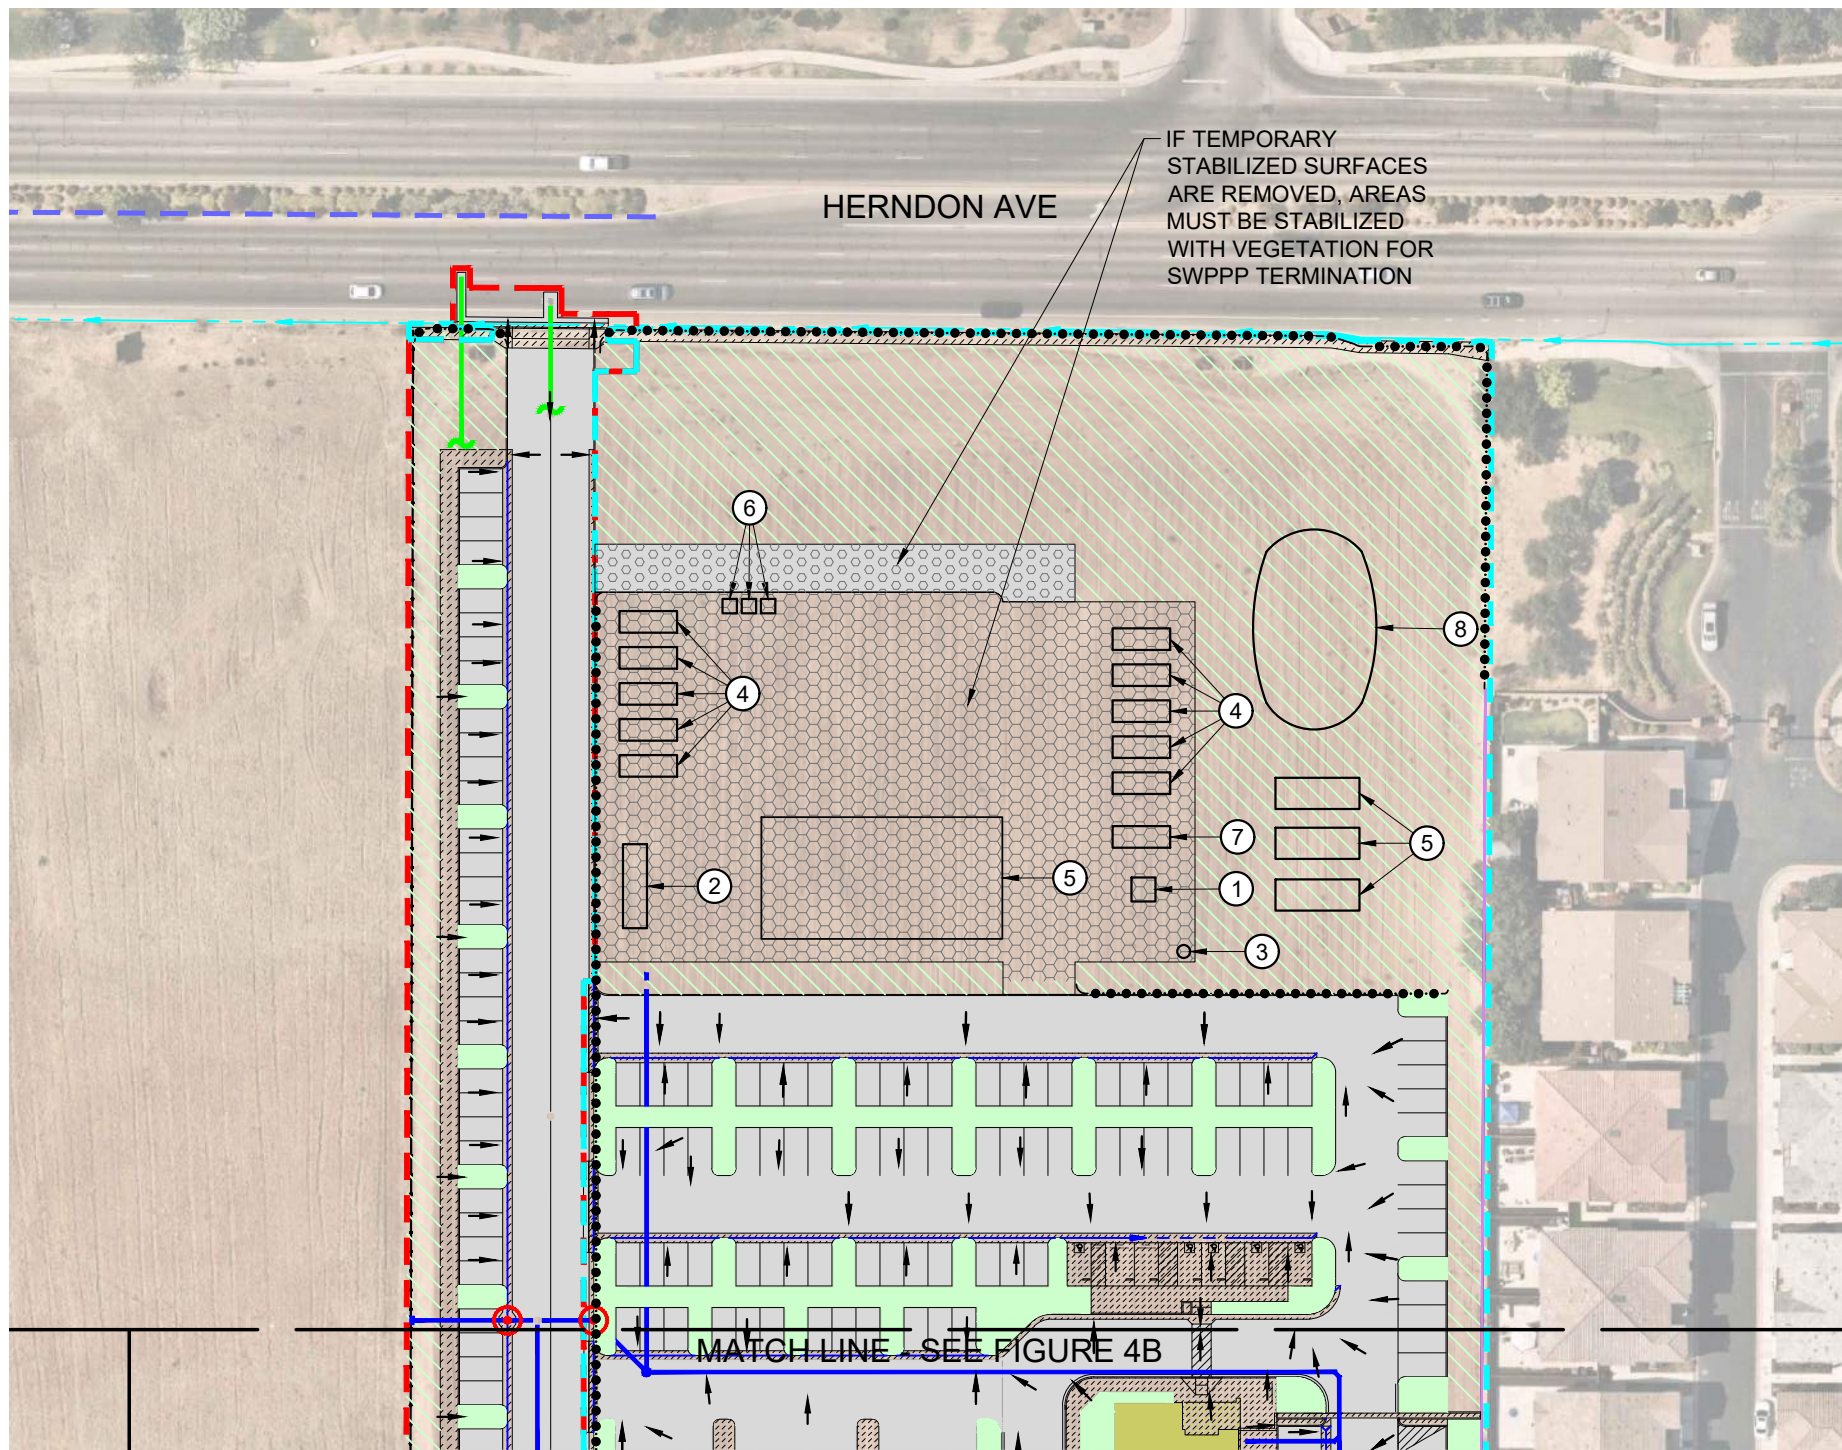 IF TEMPORARY
STABILIZED SURFACES
ARE REMOVED, AREAS
MUST BE STABILIZED
WITH VEGETATION FOR
SWPPP TERMINATION
HERNDON AVE
6
8
4
4
7
5
2
5
1
3
MATCH LINE - SEE FIGURE 4B